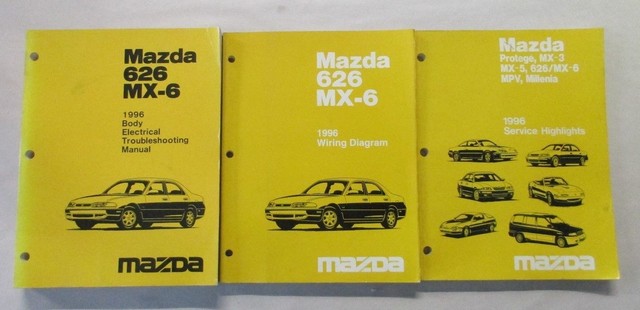 Mazda
626
MX-6
1996
Body
Electrical
Troubleshooting
Manual
mazda
Mazda
626
MX-6
1996
Wiring Diagram
mazda
Mazda
Protege, MX-3
MX-5, 626/MX-6
MPV, Millenia
1996
Service Highlights
mazda